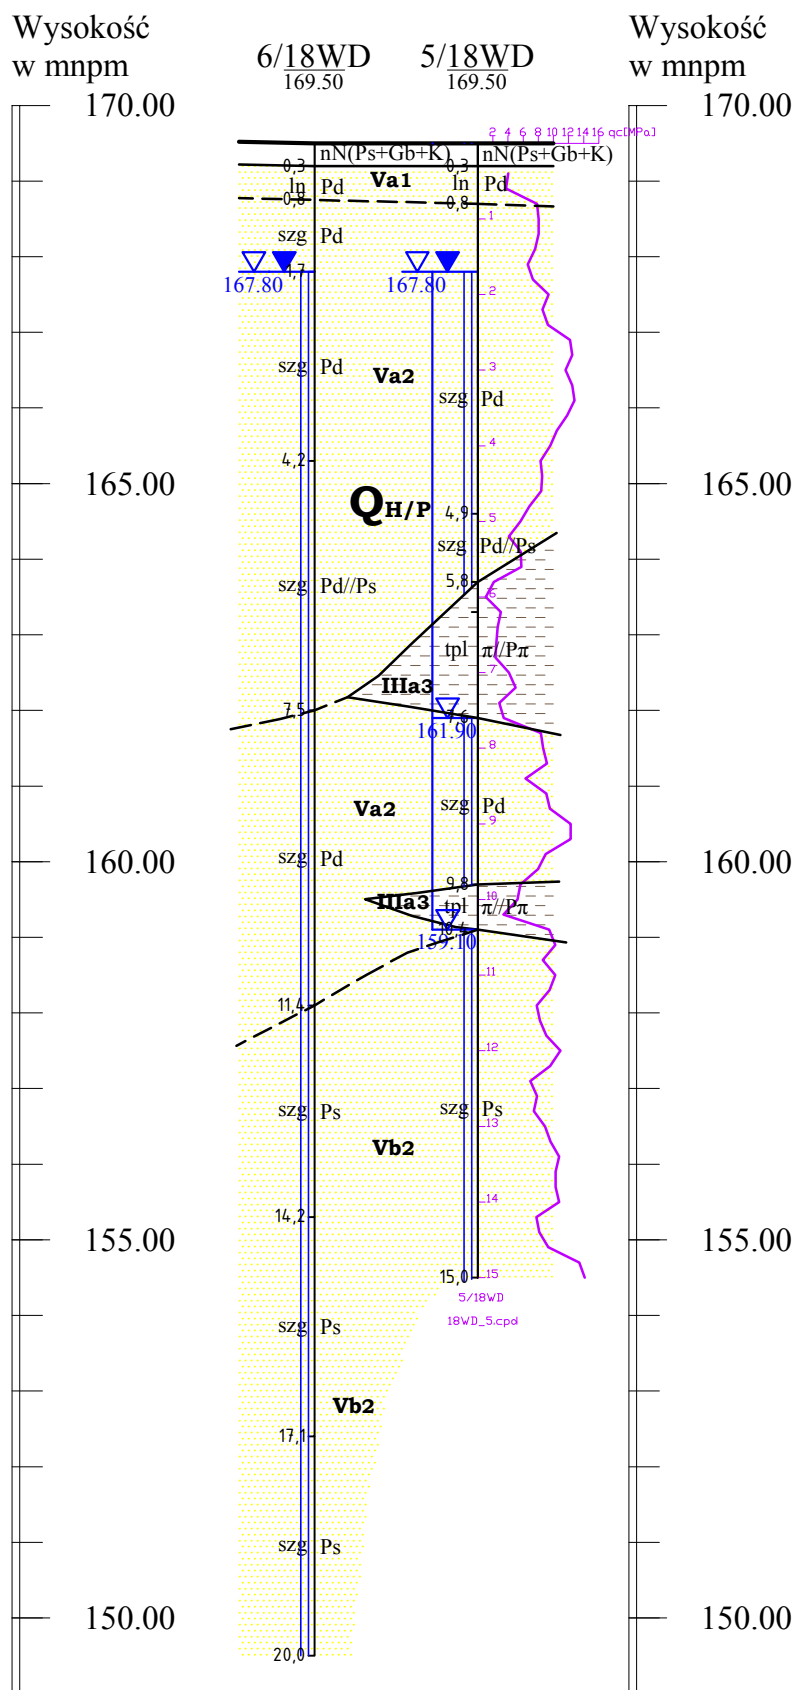 Wysokość
w mnpm
6/18WD
169.50
5/18WD
169.50
Wysokość
w mnpm
170.00
170.00
2 4 6 8 10 12 14 16 qc[MPa]
nN(Ps+Gb+K)
nN(Ps+Gb+K)
0,3
0,3
ln Pd
Va1
ln Pd
0,8
0,8
1
szg Pd
1,7
167.80
167.80
2
szg Pd
Va2
3
szg Pd
4
4,2
165.00
165.00
QH/P
4,9
5
szg Pd//Ps
szg Pd//Ps
5,8
6
tpl π//Pπ
7
IIIa3
7,5
7,6
161.90
8
Va2
szg Pd
9
160.00
160.00
szg Pd
9,8
10
IIIa3
tpl π//Pπ
10,4
159.10
11
11,4
12
szg Ps
szg Ps
13
Vb2
14
14,2
155.00
155.00
15,0
15
5/18WD
18WD_5.cpd
szg Ps
Vb2
17,1
szg Ps
150.00
150.00
20,0